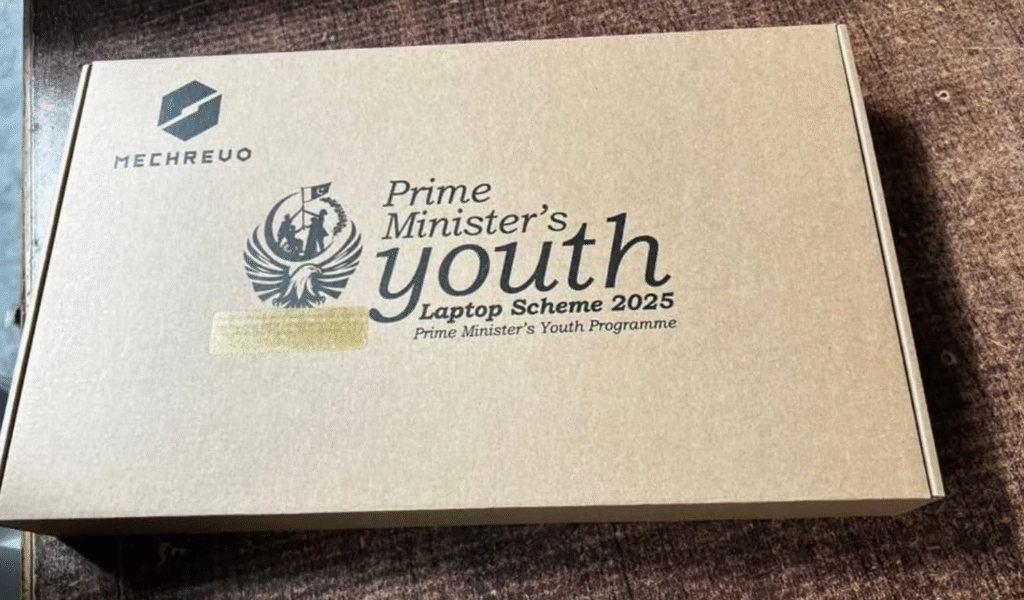 MECHREVO
Prime
Minister's
youth
Laptop Scheme 2025
Prime Minister's Youth Programme